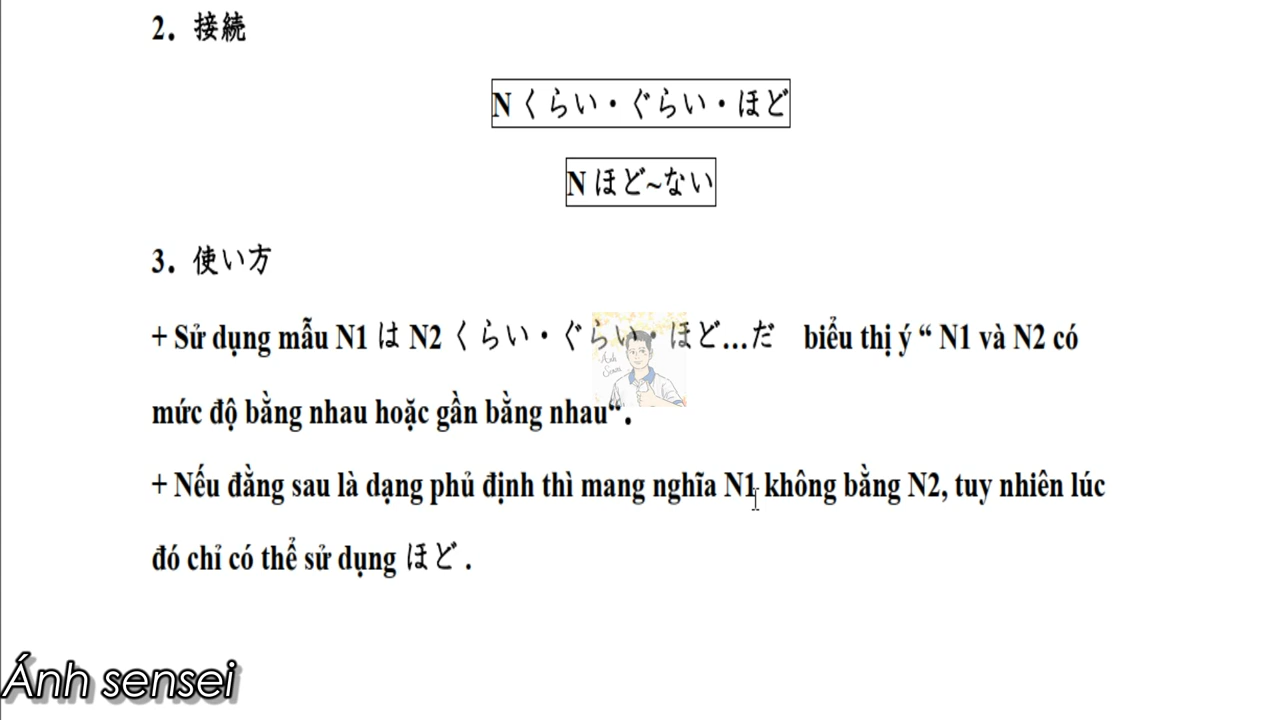 2. 接続
N くらい・ぐらい・ほど
N ほど~ない
3. 使い方
+ Sử dụng mẫu N1 は N2 くらい・ぐらい・ほど…だ biểu thị ý “ N1 và N2 có
mức độ bằng nhau hoặc gần bằng nhau“.
+ Nếu đằng sau là dạng phủ định thì mang nghĩa N1 không bằng N2, tuy nhiên lúc
đó chỉ có thể sử dụng ほど .
Ánh
Sensei
Ánh sensei